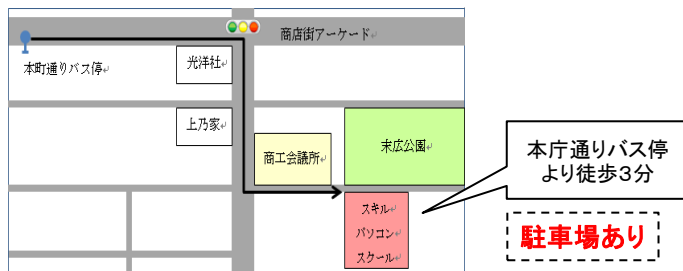 商店街アーケード
本町通りバス停
光洋社
上乃家
商工会議所
末広公園
スキル
パソコン
スクール
本庁通りバス停
より徒歩3分
駐車場あり